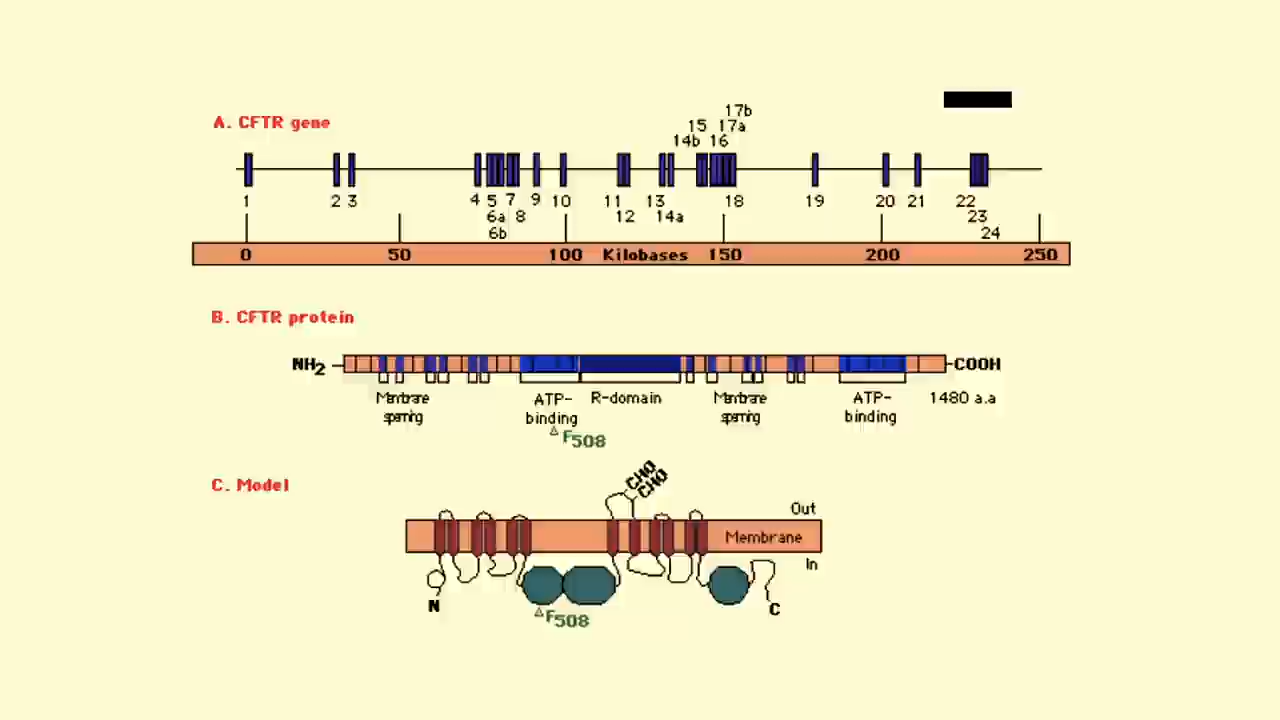 A. CFTR gene
17b
15 17a
14b 16
1 2 3 4 5 7 9 10 11 13 18 19 20 21 22
6a 8 12 14a 23
6b 24
0 50 100 Kilobases 150 200 250
B. CFTR protein
NH2 COOH
Membrane ATP- R-domain Membrane ATP- 1480 a.a
spanning binding spanning binding
△F508
C. Model
CHO
CHO
Out
Membrane
In
N C
△F508